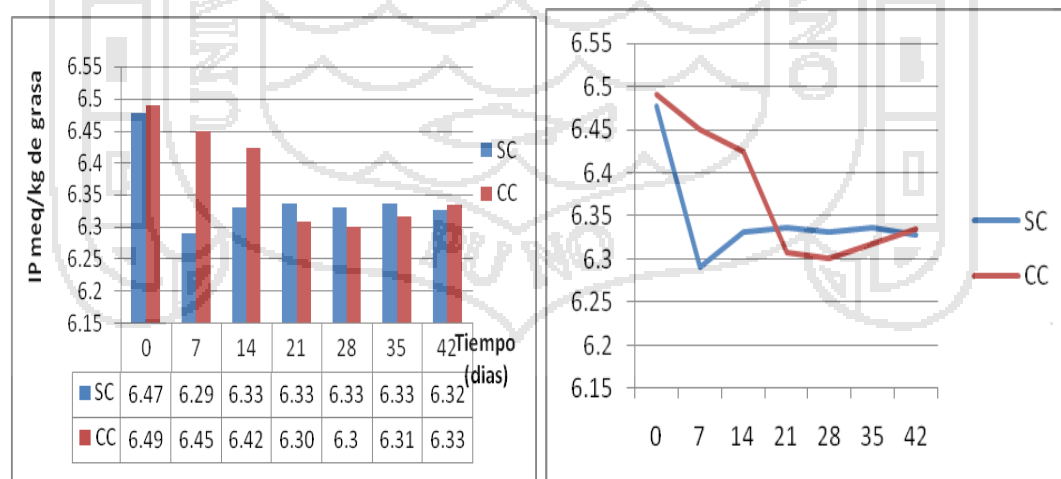 IP meq/kg de grasa
6.55
6.5
6.45
6.4
6.35
6.3
6.25
6.2
6.15
SC
CC
0 7 14 21 28 35 42
Tiempo
(dias)
SC 6.47 6.29 6.33 6.33 6.33 6.33 6.32
CC 6.49 6.45 6.42 6.30 6.3 6.31 6.33
6.55
6.5
6.45
6.4
6.35
6.3
6.25
6.2
6.15
0 7 14 21 28 35 42
SC
CC